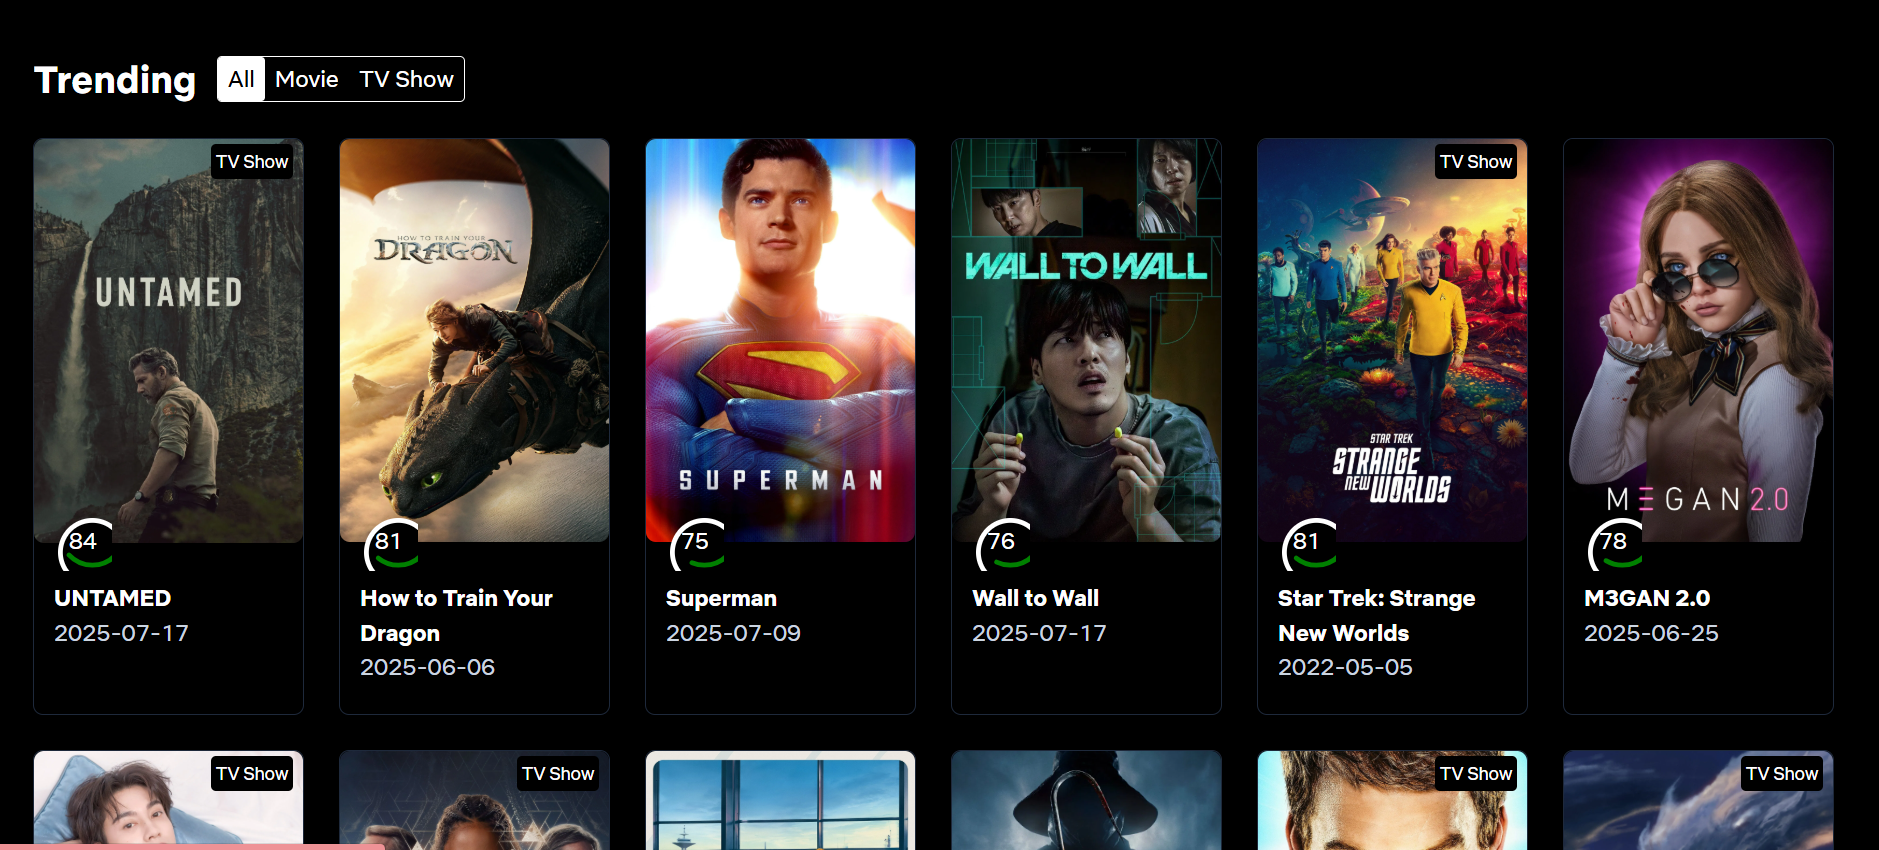 Trending
All Movie TV Show
TV Show
UNTAMED
84
UNTAMED
2025-07-17
HOW TO TRAIN YOUR
DRAGON
81
How to Train Your
Dragon
2025-06-06
SUPERMAN
75
Superman
2025-07-09
WALL TO WALL
76
Wall to Wall
2025-07-17
TV Show
STAR TREK
STRANGE
NEW WORLDS
81
Star Trek: Strange
New Worlds
2022-05-05
M3GAN 2.0
78
M3GAN 2.0
2025-06-25
TV Show
TV Show
TV Show
TV Show